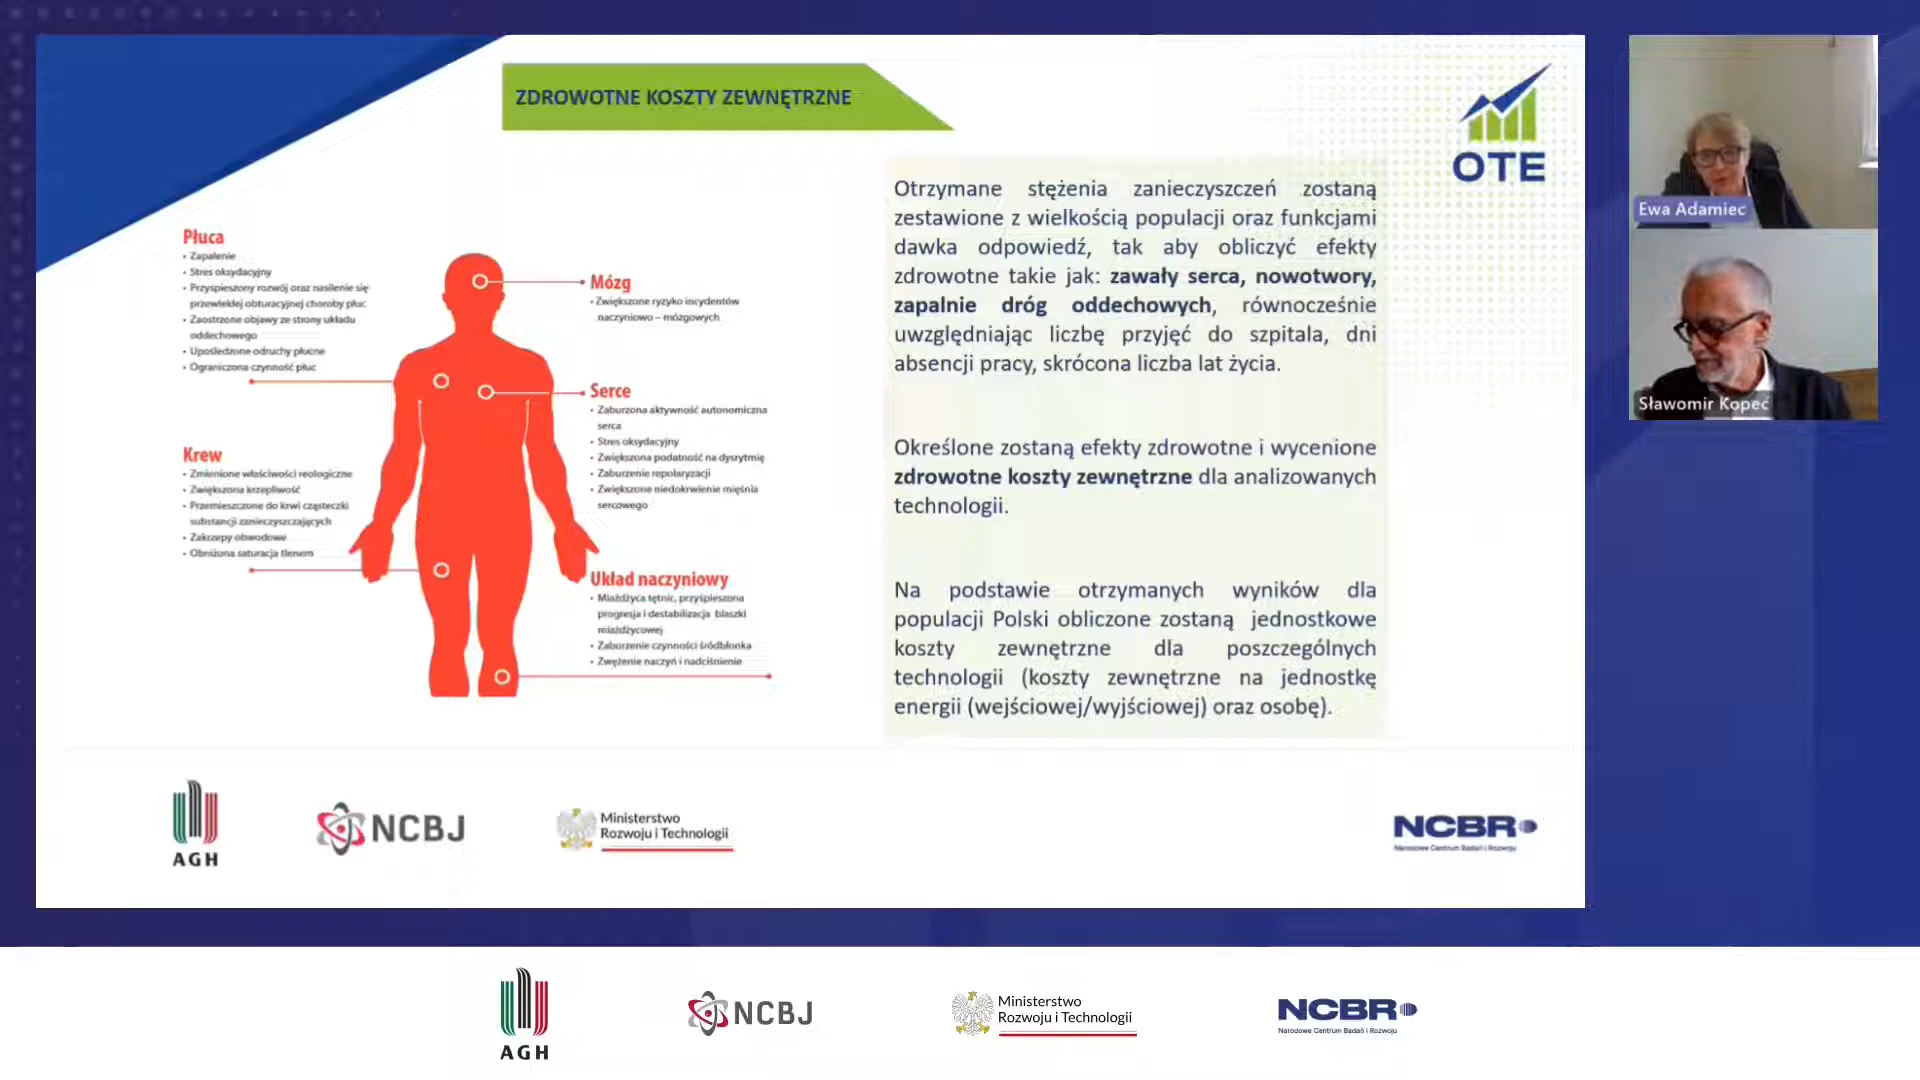 ZDROWOTNE KOSZTY ZEWNĘTRZNE
OTE
Płuca
• Zapalenie
• Stres oksydacyjny
• Przyspieszony rozwój oraz nasilenie się
przewlekłej obturacyjnej choroby płuc
• Zaostrzone objawy ze strony układu
oddechowego
• Upośledzone odruchy płucne
• Ograniczona czynność płuc
Krew
• Zmienione właściwości reologiczne
• Zwiększona krzepliwość
• Przemieszczone do krwi cząsteczki
substancji zanieczyszczających
• Zakrzepy obwodowe
• Obniżona saturacja tlenem
Mózg
• Zwiększone ryzyko incydentów
naczyniowo – mózgowych
Serce
• Zaburzona aktywność autonomiczna
serca
• Stres oksydacyjny
• Zwiększona podatność na dysrytmię
• Zaburzenie repolaryzacji
• Zwiększone niedokrwienie mięśnia
sercowego
Układ naczyniowy
• Miażdżyca tętnic, przyśpieszona
progresja i destabilizacja blaszki
miażdżycowej
• Zaburzenie czynności śródbłonka
• Zwężenie naczyń i nadciśnienie
Otrzymane stężenia zanieczyszczeń zostaną
zestawione z wielkością populacji oraz funkcjami
dawka odpowiedź, tak aby obliczyć efekty
zdrowotne takie jak: zawały serca, nowotwory,
zapalnie dróg oddechowych, równocześnie
uwzględniając liczbę przyjęć do szpitala, dni
absencji pracy, skrócona liczba lat życia.
Określone zostaną efekty zdrowotne i wycenione
zdrowotne koszty zewnętrzne dla analizowanych
technologii.
Na podstawie otrzymanych wyników dla
populacji Polski obliczone zostaną jednostkowe
koszty zewnętrzne dla poszczególnych
technologii (koszty zewnętrzne na jednostkę
energii (wejściowej/wyjściowej) oraz osobę).
Ewa Adamiec
Sławomir Kopeć
AGH
NCBJ
Ministerstwo
Rozwoju i Technologii
NCBR
Narodowe Centrum Badań i Rozwoju
AGH
NCBJ
Ministerstwo
Rozwoju i Technologii
NCBR
Narodowe Centrum Badań i Rozwoju